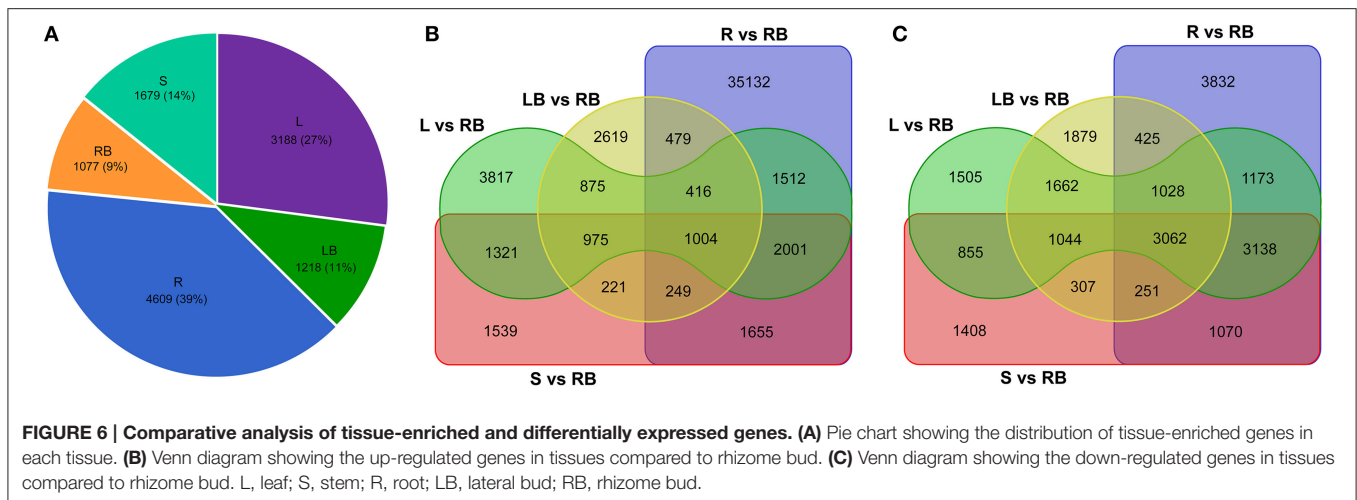 A
S
1679 (14%)
L
3188 (27%)
RB
1077 (9%)
LB
1218 (11%)
R
4609 (39%)
B
R vs RB
35132
LB vs RB
L vs RB
2619
479
3817
875
416
1512
1321
975
1004
2001
221
249
1539
1655
S vs RB
C
R vs RB
3832
LB vs RB
L vs RB
1879
425
1505
1662
1028
1173
855
1044
3062
3138
307
251
1408
1070
S vs RB
FIGURE 6 | Comparative analysis of tissue-enriched and differentially expressed genes. (A) Pie chart showing the distribution of tissue-enriched genes in
each tissue. (B) Venn diagram showing the up-regulated genes in tissues compared to rhizome bud. (C) Venn diagram showing the down-regulated genes in tissues
compared to rhizome bud. L, leaf; S, stem; R, root; LB, lateral bud; RB, rhizome bud.